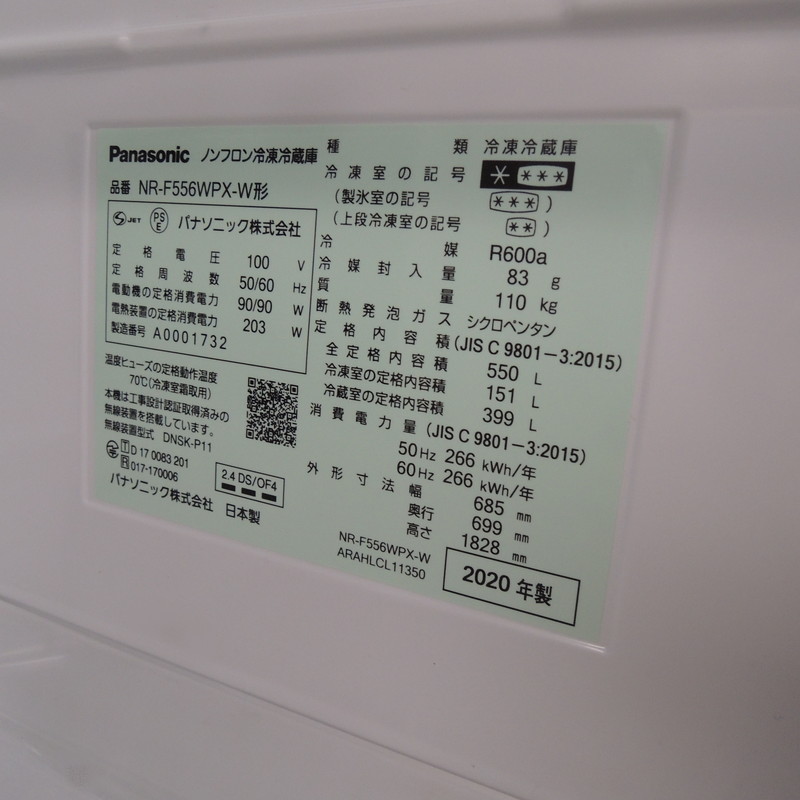 Panasonic ノンフロン冷凍冷蔵庫
品番 NR-F556WPX-W形
S JET PS E パナソニック株式会社
定格電圧 100 V
定格周波数 50/60 Hz
電動機の定格消費電力 90/90 W
電熱装置の定格消費電力 203 W
製造番号 A0001732
温度ヒューズの定格動作温度
70℃(冷凍室霜取用)
本機は工事設計認証取得済みの
無線装置を搭載しています。
無線装置型式 DNSK-P11
T D 17 0083 201
R 017-170006
2.4 DS/OF4
パナソニック株式会社 日本製
種類 冷凍冷蔵庫
冷凍室の記号 * ***
(製氷室の記号 *** )
(上段冷凍室の記号 ** )
冷媒 R600a
冷媒封入量 83 g
質量 110 kg
断熱発泡ガス シクロペンタン
定格内容積 (JIS C 9801-3:2015)
全定格内容積 550 L
冷凍室の定格内容積 151 L
冷蔵室の定格内容積 399 L
消費電力量 (JIS C 9801-3:2015)
50Hz 266 kWh/年
60Hz 266 kWh/年
外形寸法 幅 685 mm
奥行 699 mm
高さ 1828 mm
NR-F556WPX-W
ARAHLCL11350
2020 年製